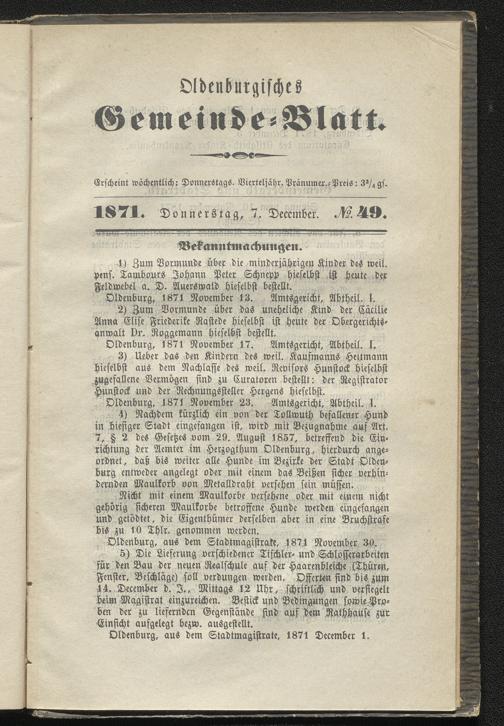 Oldenburgisches
Gemeinde-Blatt.
Erscheint wöchentlich: Donnerstags. Vierteljähr. Pränumer.-Preis: 3¾ gs.
1871. Donnerstag, 7. December. №. 49.
Bekanntmachungen.
1) Zum Vormunde über die minderjährigen Kinder des weil.
pens. Tambours Johann Peter Schnepp hieselbst ist heute der
Feldwebel a. D. Auerswald hieselbst bestellt.
Oldenburg, 1871 November 13. Amtsgericht, Abtheil. I.
2) Zum Vormunde über das uneheliche Kind der Cäcilie
Anna Elise Friederike Rastede hieselbst ist heute der Obergerichts-
anwalt Dr. Roggemann hieselbst bestellt.
Oldenburg, 1871 November 17. Amtsgericht, Abtheil. I.
3) Ueber das den Kindern des weil. Kaufmanns Heitmann
hieselbst aus dem Nachlasse des weil. Revisors Hunstock hieselbst
zugefallene Vermögen sind zu Curatoren bestellt: der Registrator
Hunstock und der Rechnungssteller Hergens hieselbst.
Oldenburg, 1871 November 23. Amtsgericht, Abtheil. I.
4) Nachdem kürzlich ein von der Tollwuth befallener Hund
in hiesiger Stadt eingefangen ist, wird mit Bezugnahme auf Art.
7, § 2 des Gesetzes vom 29. August 1857, betreffend die Ein-
richtung der Aemter im Herzogthum Oldenburg, hierdurch ange-
ordnet, daß bis weiter alle Hunde im Bezirke der Stadt Olden-
burg entweder angelegt oder mit einem das Beißen sicher verhin-
dernden Maulkorb von Metalldraht versehen sein müssen.
Nicht mit einem Maulkorbe versehene oder mit einem nicht
gehörig sicheren Maulkorbe betroffene Hunde werden eingefangen
und getödtet, die Eigenthümer derselben aber in eine Bruchstrafe
bis zu 10 Thlr. genommen werden.
Oldenburg, aus dem Stadtmagistrate, 1871 November 30.
5) Die Lieferung verschiedener Tischler- und Schlosserarbeiten
für den Bau der neuen Realschule auf der Haarenbleiche (Thüren,
Fenster, Beschläge) soll verdungen werden. Offerten sind bis zum
14. December d. J., Mittags 12 Uhr, schriftlich und versiegelt
beim Magistrat einzureichen. Bestick und Bedingungen sowie Pro-
ben der zu liefernden Gegenstände sind auf dem Rathhause zur
Einsicht aufgelegt bezw. ausgestellt.
Oldenburg, aus dem Stadtmagistrate, 1871 December 1.